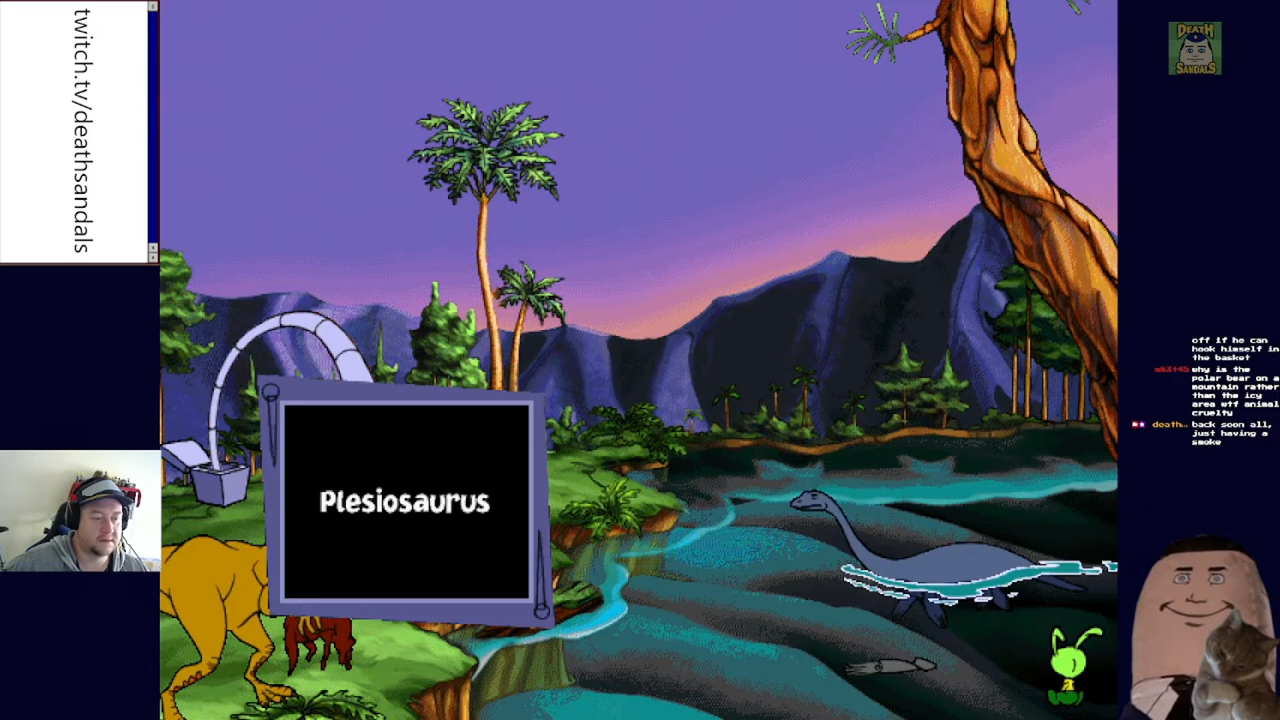 twitch.tv/deathsandals
DEATH
SANDALS
Plesiosaurus
off if he can
hook himself in
the basket
why is the
polar bear on a
mountain rather
than the icy
area wtf animal
cruelty
death.. back soon all,
just having a
smoke